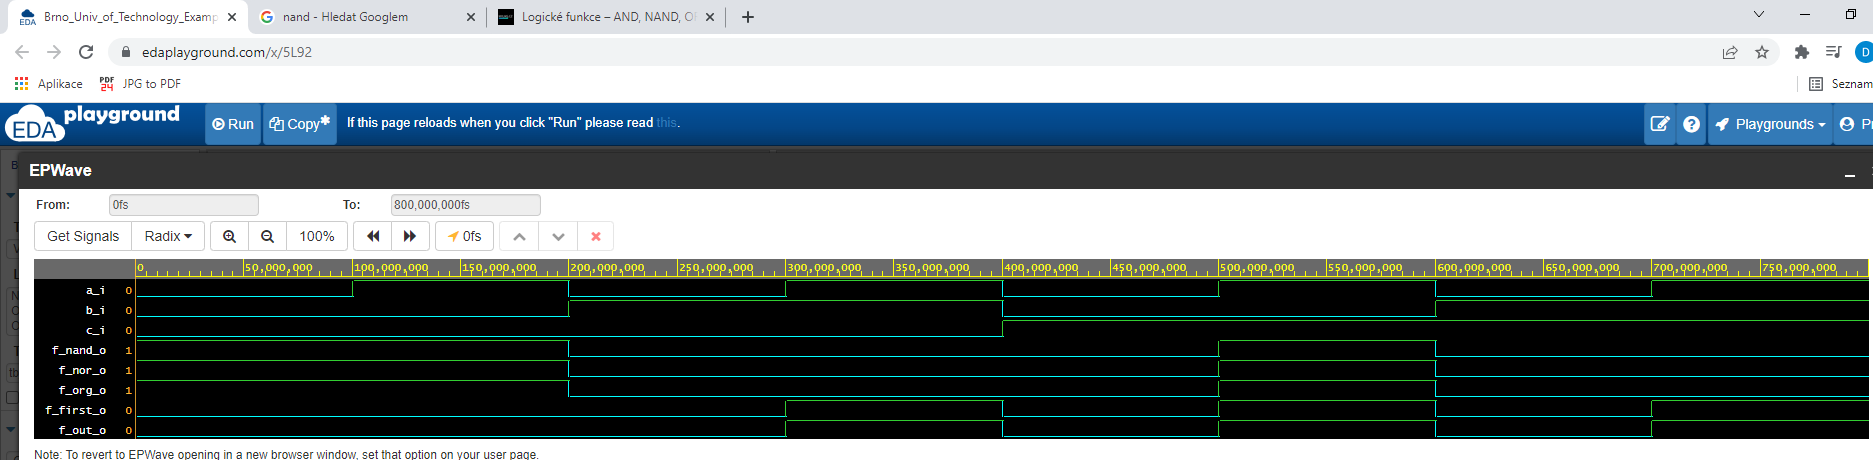 Brno_Univ_of_Technology_Examp
nand - Hledat Googlem
Logické funkce – AND, NAND, O
edaplayground.com/x/5L92
D
Aplikace
PDF 24
JPG to PDF
Seznam
EDA playground
Run
Copy*
If this page reloads when you click "Run" please read this.
Playgrounds
EPWave
From:
0fs
To:
800,000,000fs
Get Signals
Radix
100%
0fs
0 50,000,000 100,000,000 150,000,000 200,000,000 250,000,000 300,000,000 350,000,000 400,000,000 450,000,000 500,000,000 550,000,000 600,000,000 650,000,000 700,000,000 750,000,000
a_i 0
b_i 0
c_i 0
f_nand_o 1
f_nor_o 1
f_org_o 1
f_first_o 0
f_out_o 0
Note: To revert to EPWave opening in a new browser window, set that option on your user page.